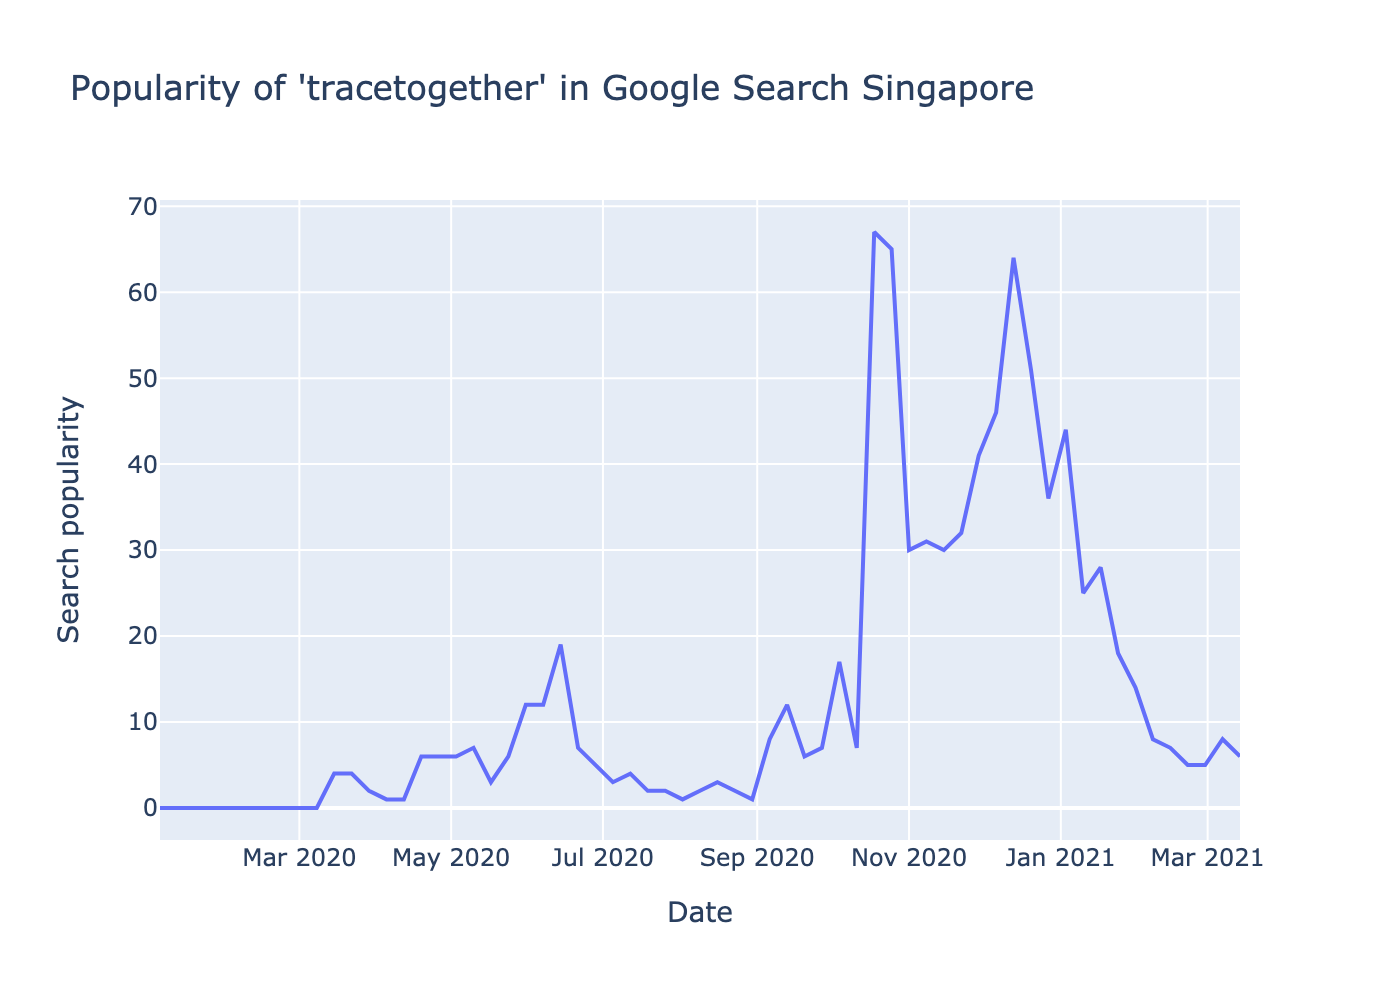 Popularity of 'tracetogether' in Google Search Singapore
70
60
50
40
30
20
10
0
Search popularity
Mar 2020
May 2020
Jul 2020
Sep 2020
Nov 2020
Jan 2021
Mar 2021
Date